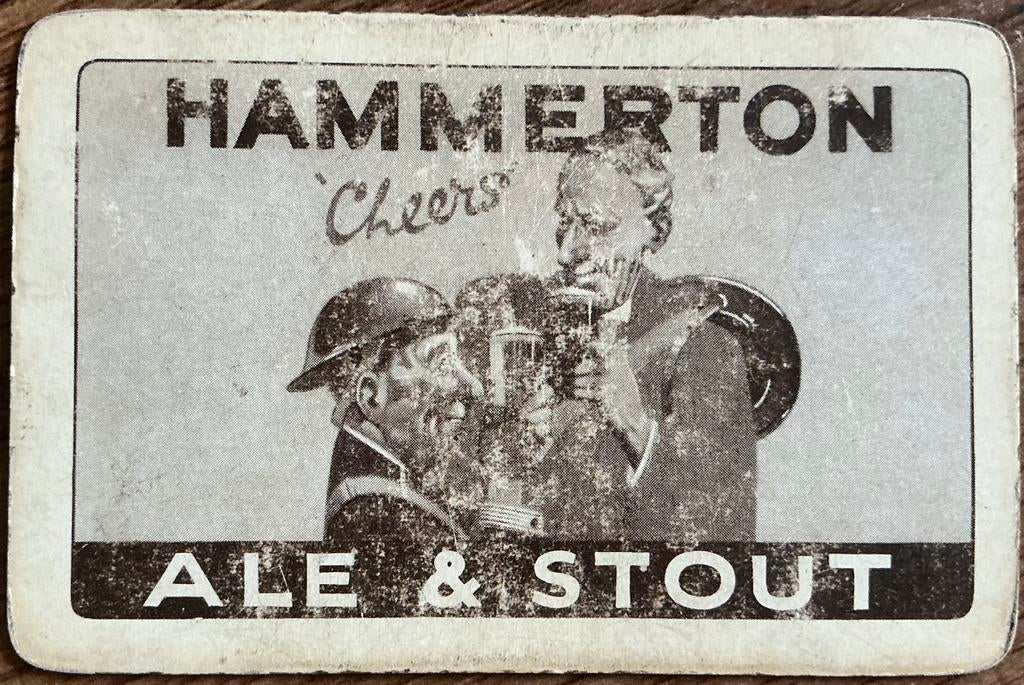 HAMMERTON
"Cheers"
ALE & STOUT